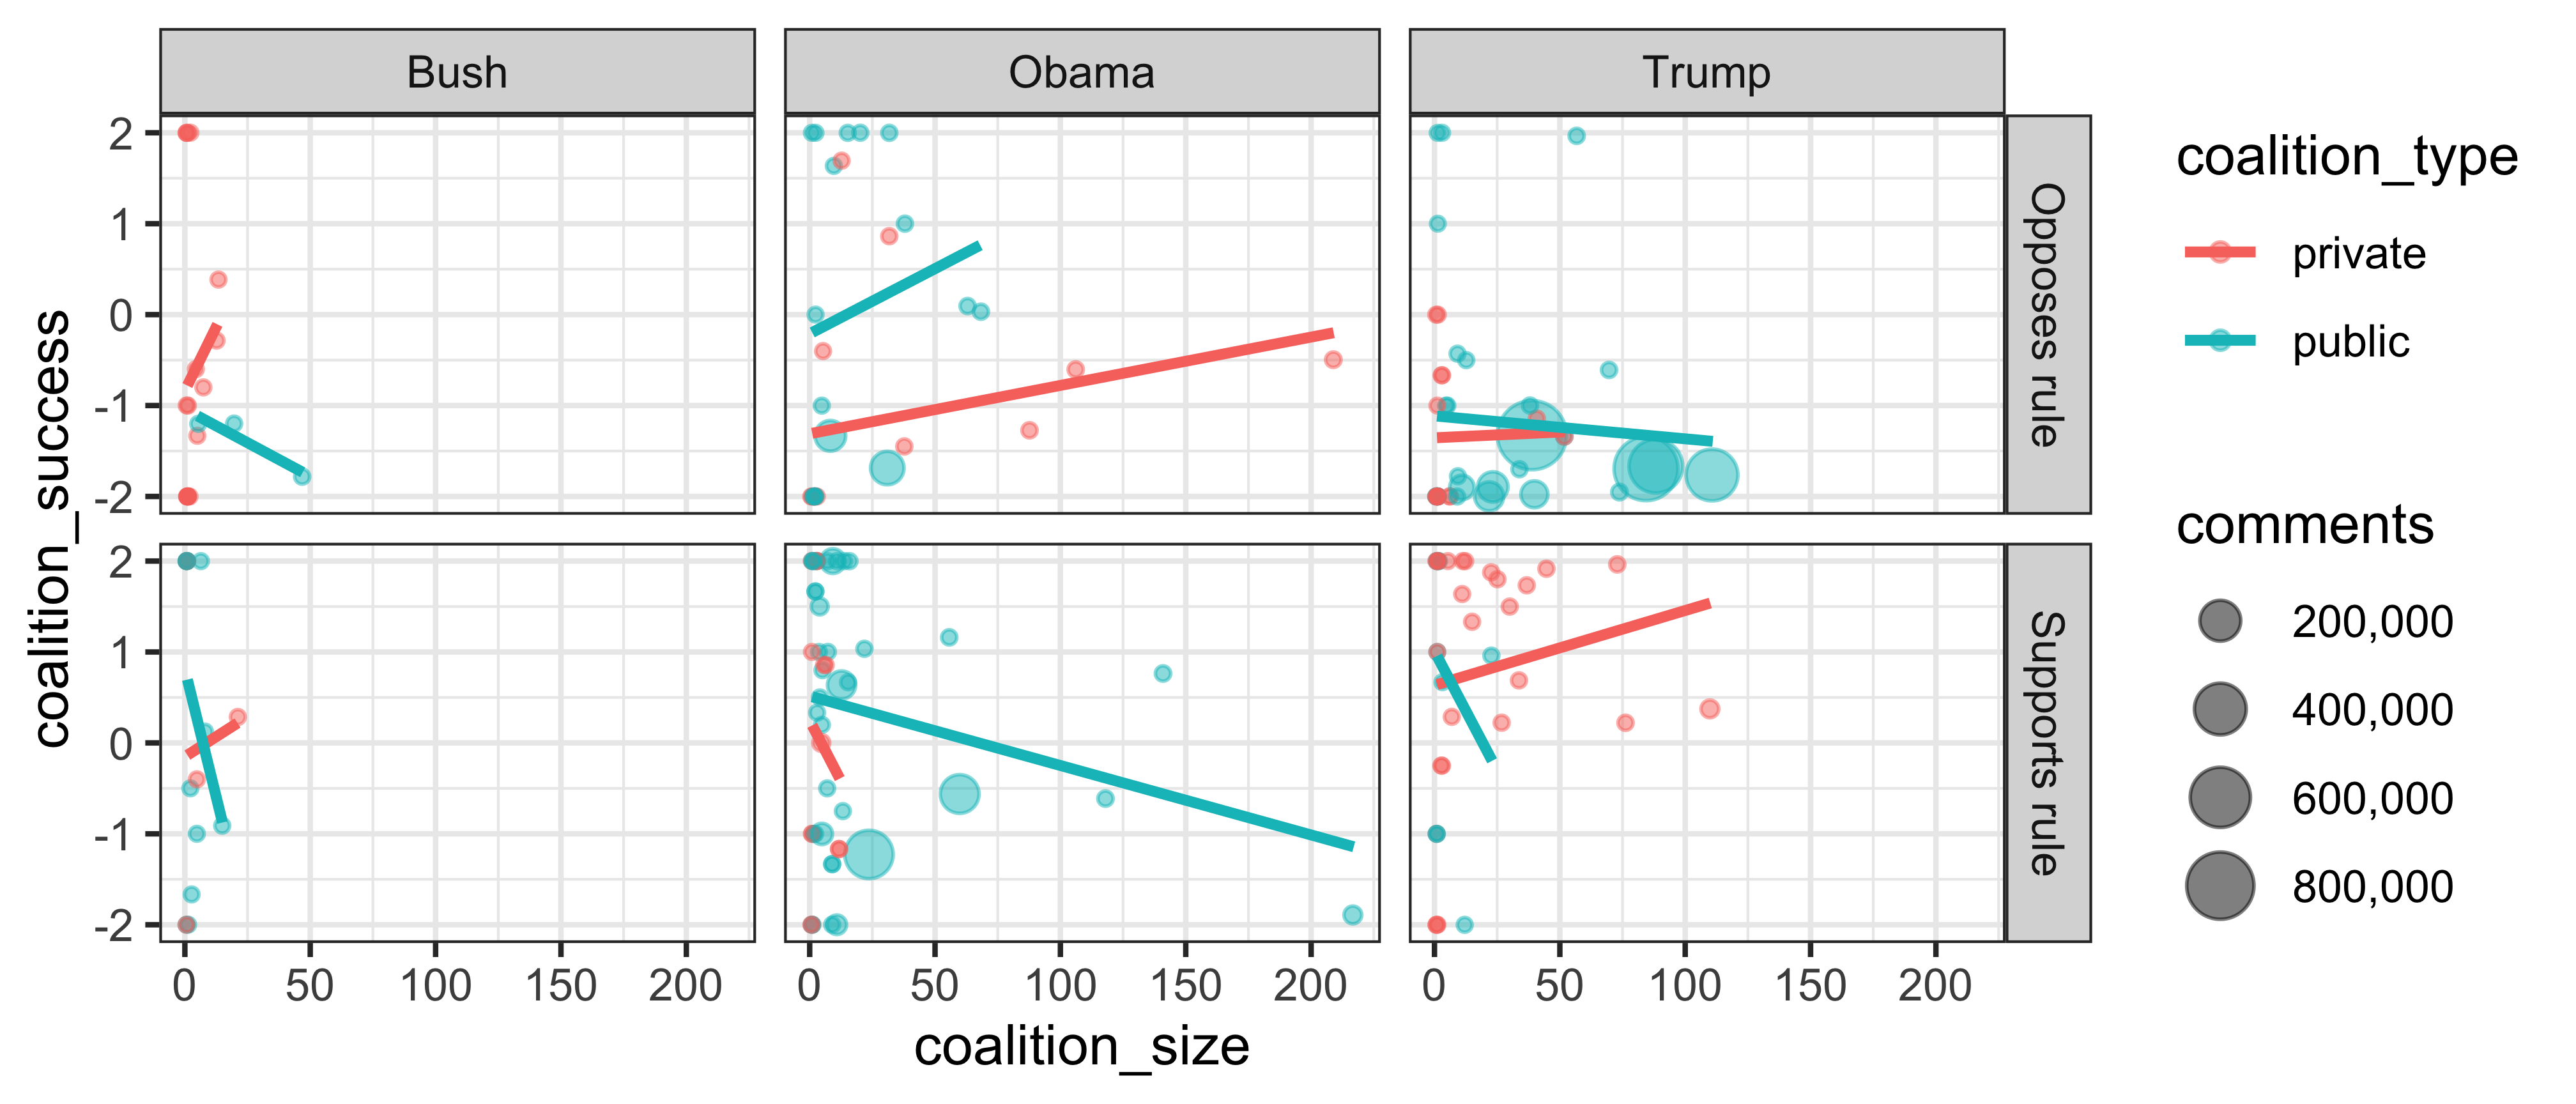 Bush
Obama
Trump
coalition_success
2
1
0
-1
-2
Opposes rule
2
1
0
-1
-2
Supports rule
0 50 100 150 200
0 50 100 150 200
0 50 100 150 200
coalition_size
coalition_type
private
public
comments
200,000
400,000
600,000
800,000